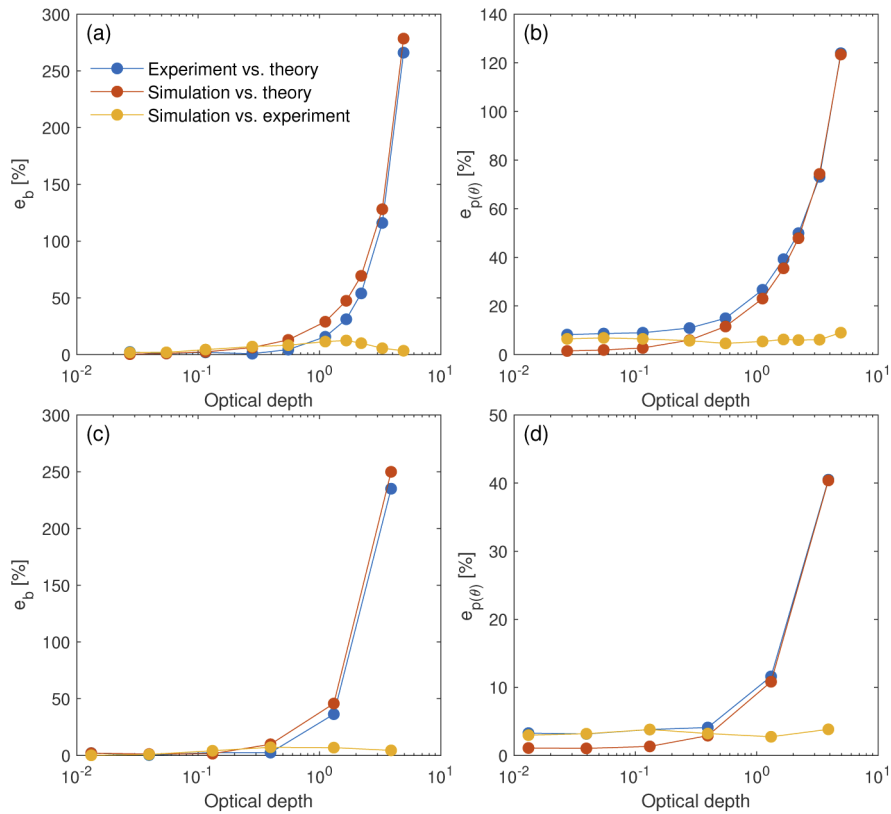 (a)
300
250
200
150
100
50
0
e_b [%]
Experiment vs. theory
Simulation vs. theory
Simulation vs. experiment
10^-2 10^-1 10^0 10^1
Optical depth
(b)
140
120
100
80
60
40
20
0
e_p(θ) [%]
10^-2 10^-1 10^0 10^1
Optical depth
(c)
300
250
200
150
100
50
0
e_b [%]
10^-2 10^-1 10^0 10^1
Optical depth
(d)
50
40
30
20
10
0
e_p(θ) [%]
10^-2 10^-1 10^0 10^1
Optical depth